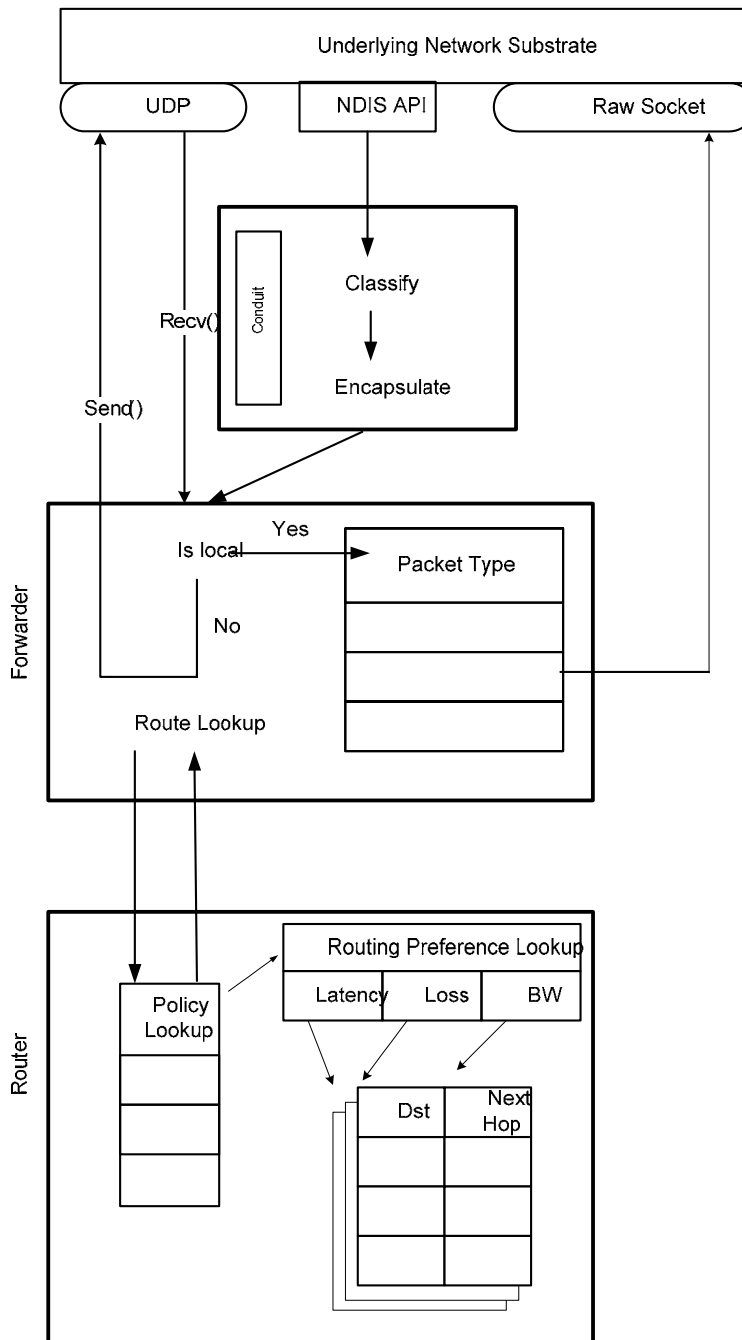 Underlying Network Substrate
UDP
NDIS API
Raw Socket
Conduit
Classify
Encapsulate
Recv()
Send()
Forwarder
Is local
Yes
No
Packet Type
Route Lookup
Router
Policy
Lookup
Routing Preference Lookup
Latency
Loss
BW
Dst
Next
Hop